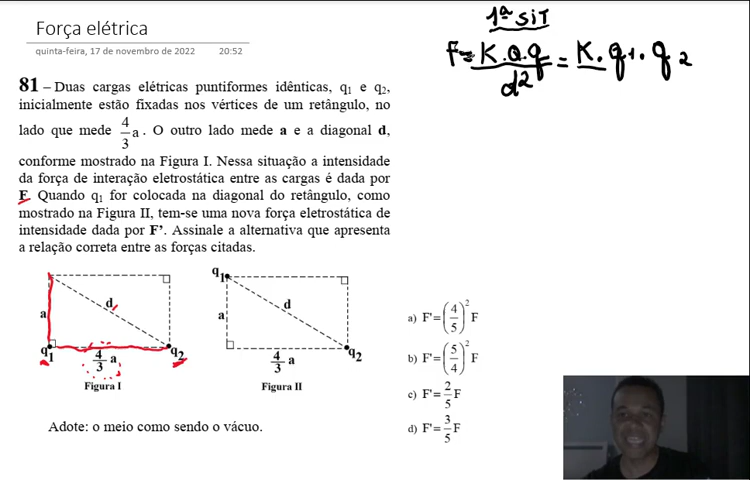 Força elétrica
quinta-feira, 17 de novembro de 2022 20:52
1ª SIT
F = K.Q.q / d² = K. q1. q2
81 – Duas cargas elétricas puntiformes idênticas, q₁ e q₂,
inicialmente estão fixadas nos vértices de um retângulo, no
lado que mede 4/3 a. O outro lado mede a e a diagonal d,
conforme mostrado na Figura I. Nessa situação a intensidade
da força de interação eletrostática entre as cargas é dada por
F. Quando q₁ for colocada na diagonal do retângulo, como
mostrado na Figura II, tem-se uma nova força eletrostática de
intensidade dada por F’. Assinale a alternativa que apresenta
a relação correta entre as forças citadas.
d
a
q₁
4/3 a
q₂
Figura I
q₁
d
a
4/3 a
q₂
Figura II
a) F'=(4/5)² F
b) F'=(5/4)² F
c) F'=2/5 F
d) F'=3/5 F
Adote: o meio como sendo o vácuo.